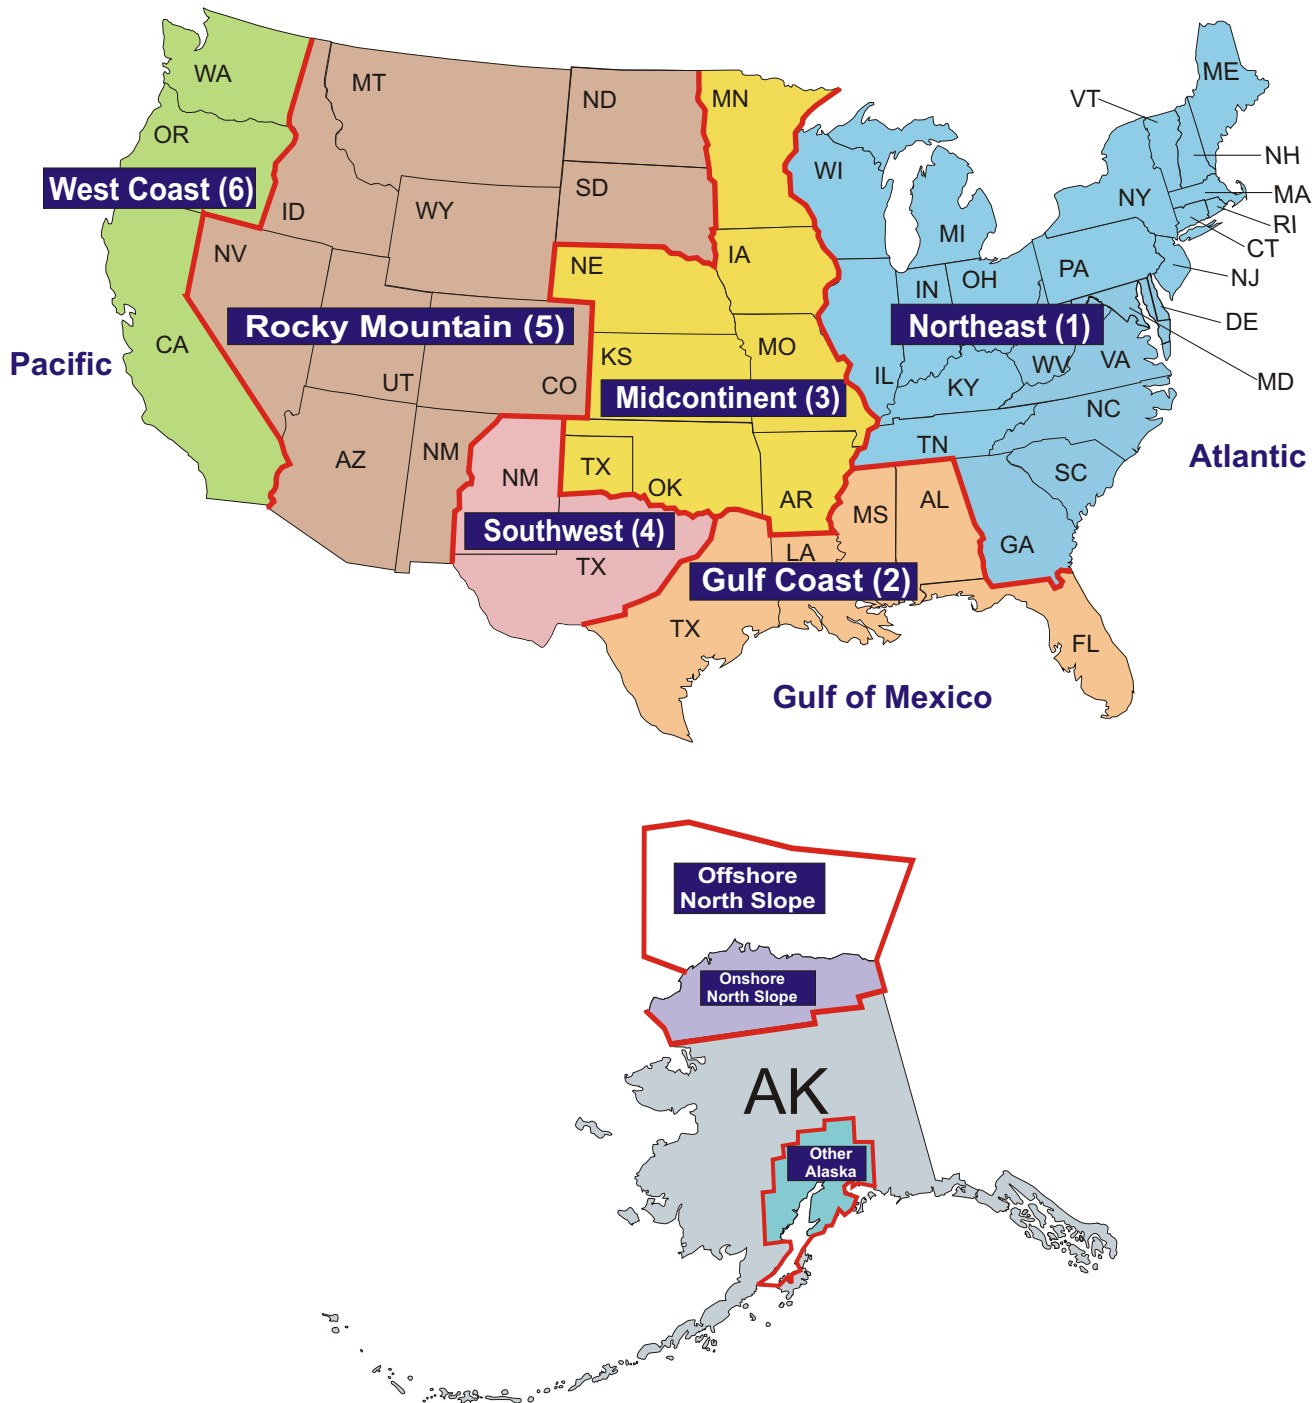 WA
MT
ND
MN
ME
VT
OR
WI
NH
West Coast (6)
SD
MA
ID
WY
NY
RI
MI
CT
NV
NE
IA
PA
NJ
IN
OH
Rocky Mountain (5)
Northeast (1)
DE
Pacific
CA
KS
MO
VA
WV
MD
UT
CO
IL
KY
Midcontinent (3)
NC
TN
Atlantic
AZ
NM
NM
TX
OK
AR
MS
AL
SC
Southwest (4)
GA
LA
TX
Gulf Coast (2)
TX
FL
Gulf of Mexico
Offshore
North Slope
Onshore
North Slope
AK
Other
Alaska